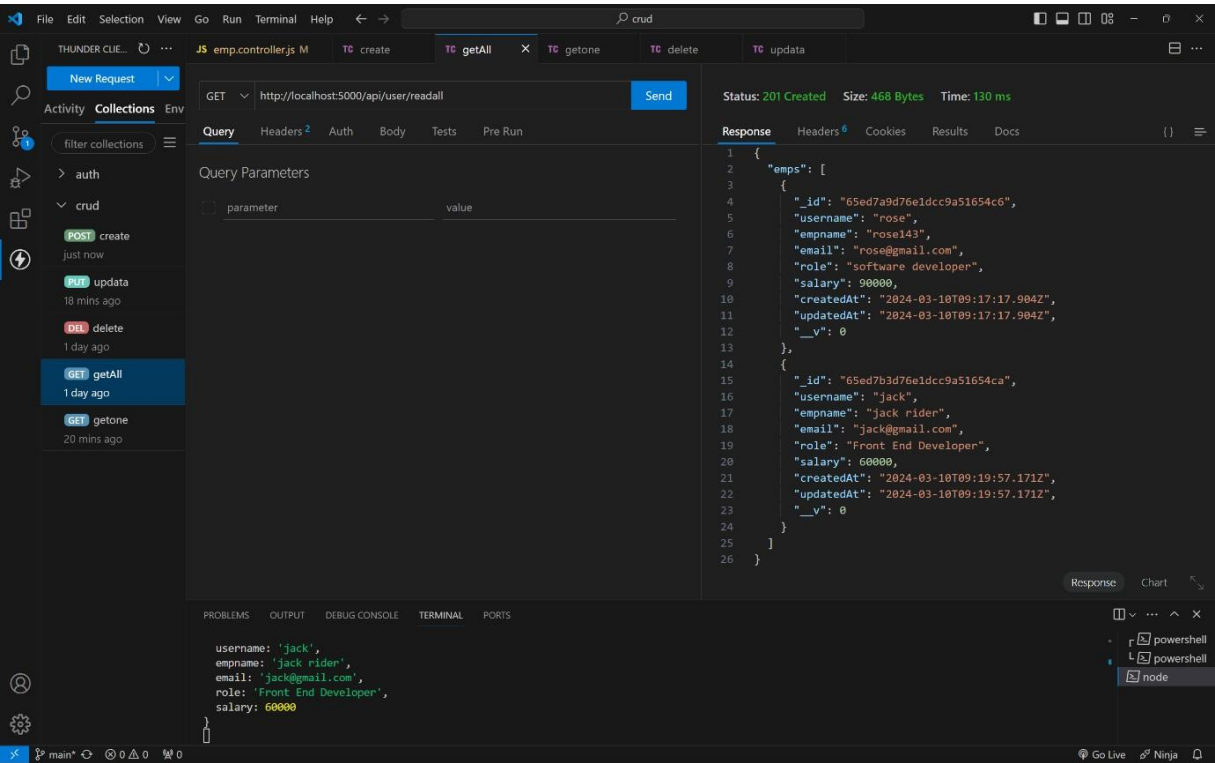 File Edit Selection View Go Run Terminal Help ← → crud
THUNDER CLIE... ···
New Request
Activity Collections Env
filter collections
> auth
crud
POST create
just now
PUT updata
18 mins ago
DEL delete
1 day ago
GET getAll
1 day ago
GET getone
20 mins ago
JS emp.controller.js M TC create TC getAll × TC getone TC delete TC updata ···
GET http://localhost:5000/api/user/readall Send
Query Headers 2 Auth Body Tests Pre Run
Query Parameters
parameter value
Status: 201 Created Size: 468 Bytes Time: 130 ms
Response Headers 6 Cookies Results Docs {}
1 {
2 "emps": [
3 {
4 "_id": "65ed7a9d76e1dcc9a51654c6",
5 "username": "rose",
6 "empname": "rose143",
7 "email": "rose@gmail.com",
8 "role": "software developer",
9 "salary": 90000,
10 "createdAt": "2024-03-10T09:17:17.904Z",
11 "updatedAt": "2024-03-10T09:17:17.904Z",
12 "__v": 0
13 },
14 {
15 "_id": "65ed7b3d76e1dcc9a51654ca",
16 "username": "jack",
17 "empname": "jack rider",
18 "email": "jack@gmail.com",
19 "role": "Front End Developer",
20 "salary": 60000,
21 "createdAt": "2024-03-10T09:19:57.171Z",
22 "updatedAt": "2024-03-10T09:19:57.171Z",
23 "__v": 0
24 }
25 ]
26 }
Response Chart
PROBLEMS OUTPUT DEBUG CONSOLE TERMINAL PORTS
username: 'jack',
empname: 'jack rider',
email: 'jack@gmail.com',
role: 'Front End Developer',
salary: 60000
}
powershell
powershell
node
main* 0 0 0 Go Live Ninja